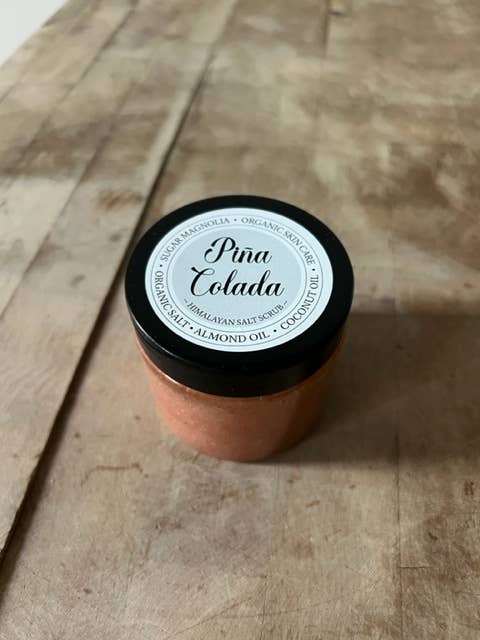 SUGAR MAGNOLIA • ORGANIC SKIN CARE •
Piña
Colada
~HIMALAYAN SALT SCRUB~
ORGANIC SALT • ALMOND OIL • COCONUT OIL